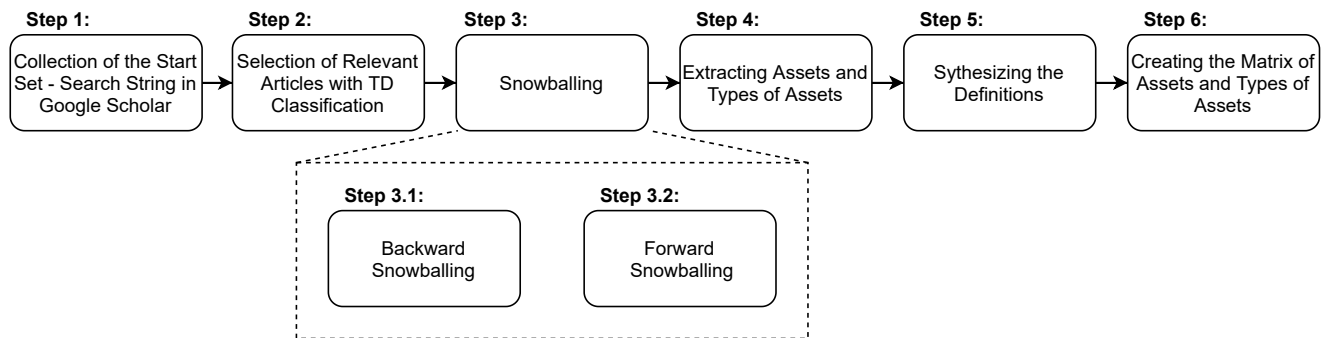 Step 1:
Collection of the Start
Set - Search String in
Google Scholar
Step 2:
Selection of Relevant
Articles with TD
Classification
Step 3:
Snowballing
Step 4:
Extracting Assets and
Types of Assets
Step 5:
Sythesizing the
Definitions
Step 6:
Creating the Matrix of
Assets and Types of
Assets
Step 3.1:
Backward
Snowballing
Step 3.2:
Forward
Snowballing